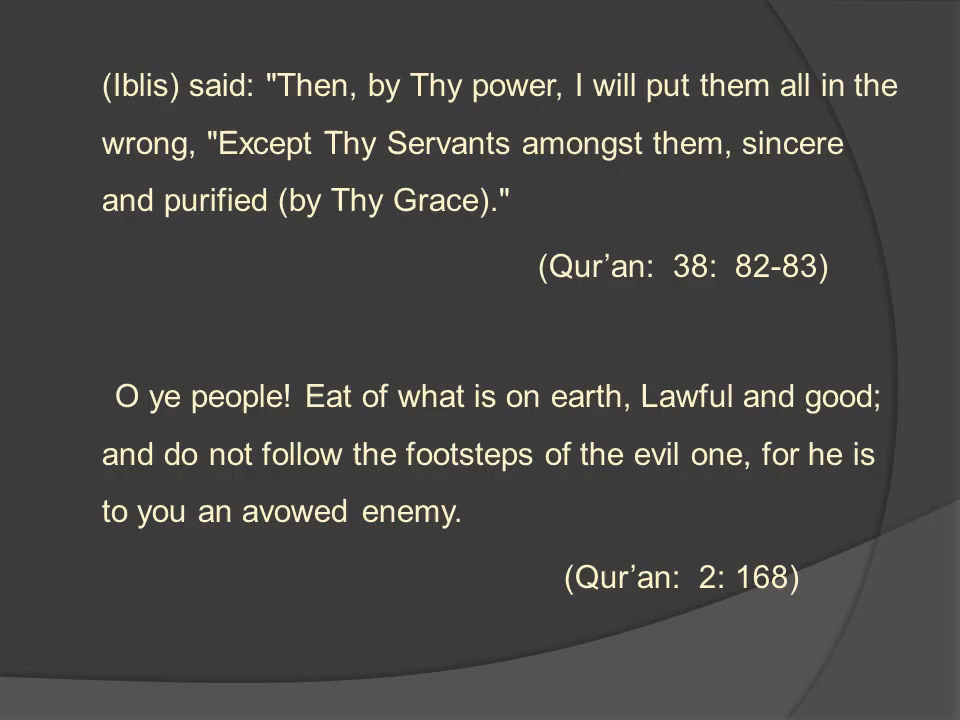 (Iblis) said: "Then, by Thy power, I will put them all in the
wrong, "Except Thy Servants amongst them, sincere
and purified (by Thy Grace)."
(Qur’an: 38: 82-83)
O ye people! Eat of what is on earth, Lawful and good;
and do not follow the footsteps of the evil one, for he is
to you an avowed enemy.
(Qur’an: 2: 168)